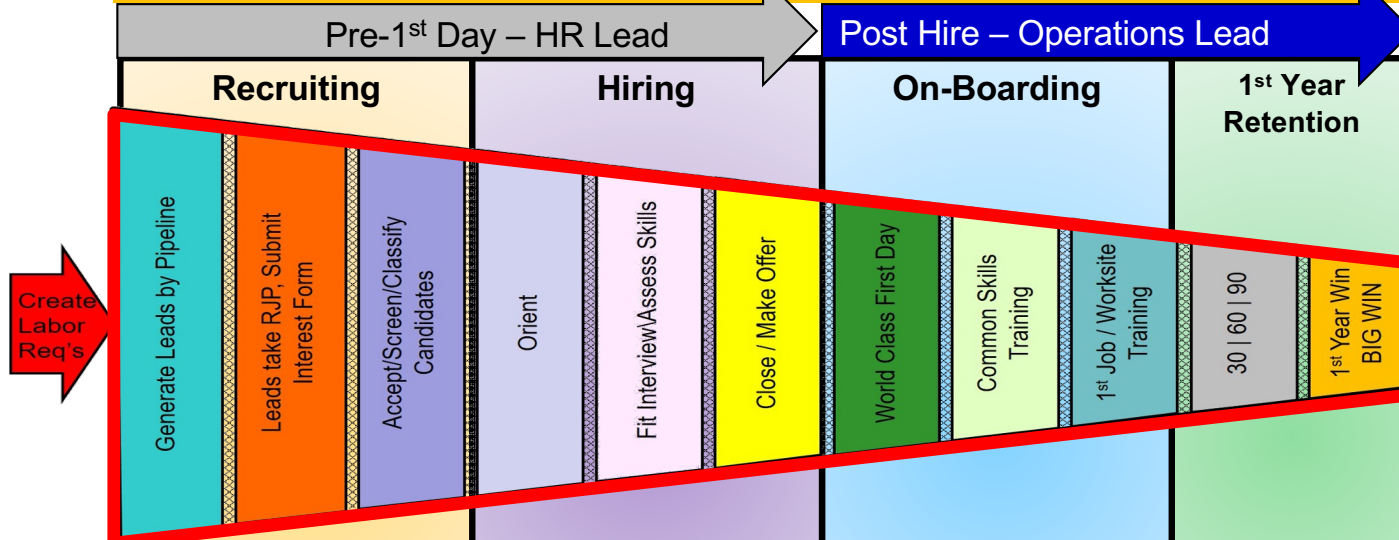 Pre-1st Day – HR Lead
Post Hire – Operations Lead
Recruiting
Hiring
On-Boarding
1st Year
Retention
Create
Labor
Req's
Generate Leads by Pipeline
Leads take RJP, Submit
Interest Form
Accept/Screen/Classify
Candidates
Orient
Fit Interview\Assess Skills
Close / Make Offer
World Class First Day
Common Skills
Training
1st Job / Worksite
Training
30 | 60 | 90
1st Year Win
BIG WIN